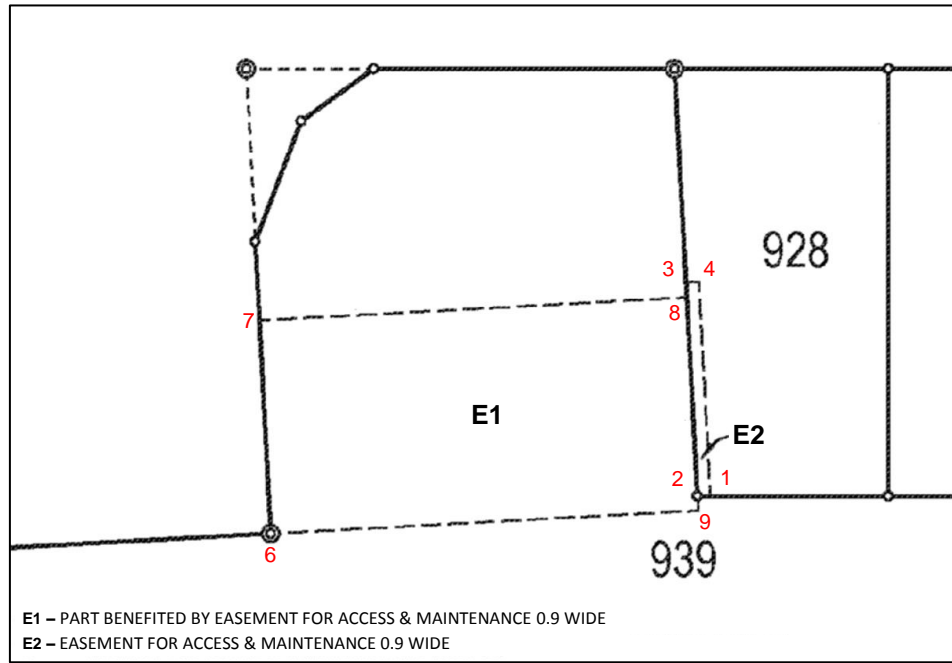 3 4
928
7
8
E1
E2
2 1
9
6
939
E1 – PART BENEFITED BY EASEMENT FOR ACCESS & MAINTENANCE 0.9 WIDE
E2 – EASEMENT FOR ACCESS & MAINTENANCE 0.9 WIDE